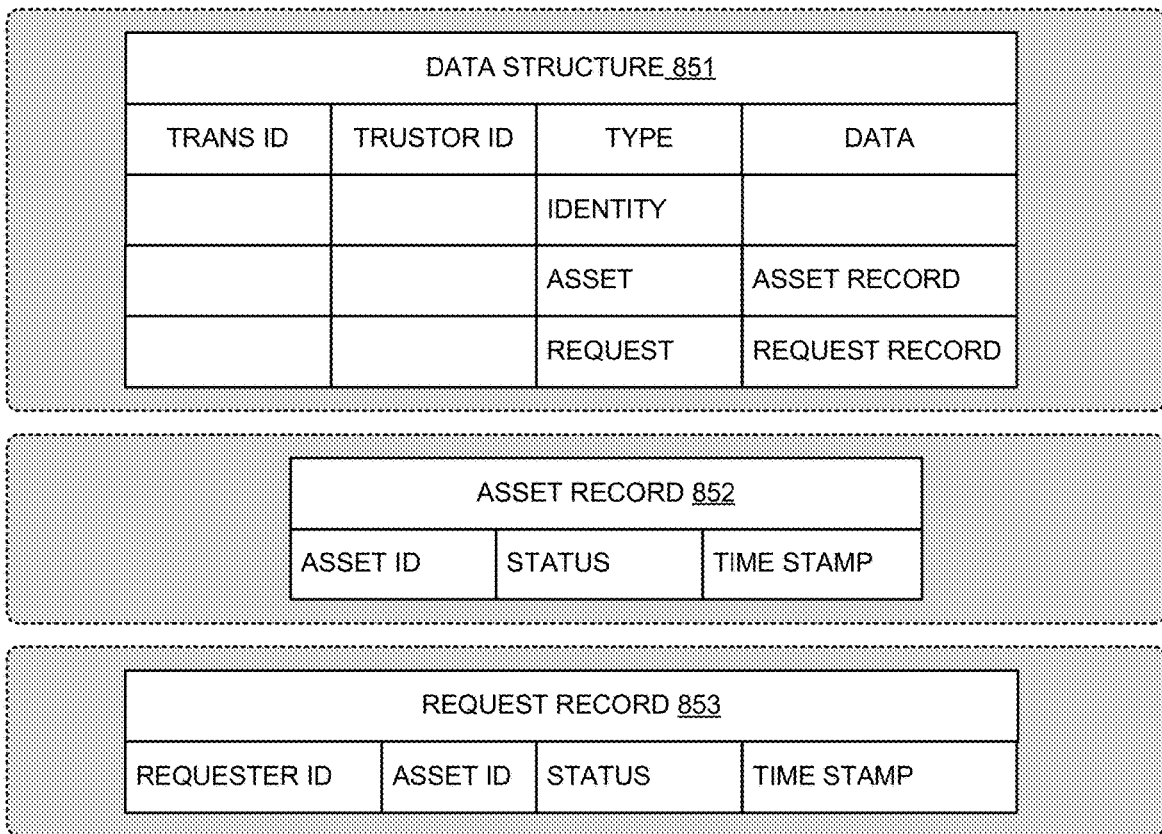 DATA STRUCTURE 851
TRANS ID TRUSTOR ID TYPE DATA
IDENTITY
ASSET ASSET RECORD
REQUEST REQUEST RECORD
ASSET RECORD 852
ASSET ID STATUS TIME STAMP
REQUEST RECORD 853
REQUESTER ID ASSET ID STATUS TIME STAMP